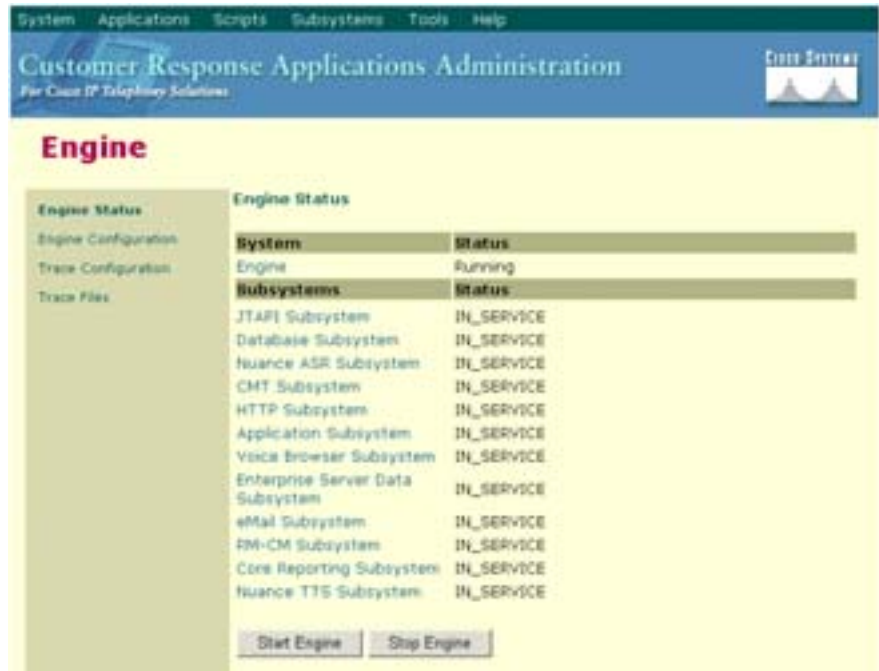 System Applications Scripts Subsystems Tools Help
Customer Response Applications Administration
For Cisco IP Telephony Solutions
CISCO SYSTEMS
Engine
Engine Status
Engine Configuration
Trace Configuration
Trace Files
Engine Status
System Status
Engine Running
Subsystems Status
JTAPI Subsystem IN_SERVICE
Database Subsystem IN_SERVICE
Nuance ASR Subsystem IN_SERVICE
CMT Subsystem IN_SERVICE
HTTP Subsystem IN_SERVICE
Application Subsystem IN_SERVICE
Voice Browser Subsystem IN_SERVICE
Enterprise Server Data
Subsystem IN_SERVICE
eMail Subsystem IN_SERVICE
RM-CM Subsystem IN_SERVICE
Core Reporting Subsystem IN_SERVICE
Nuance TTS Subsystem IN_SERVICE
Start Engine Stop Engine